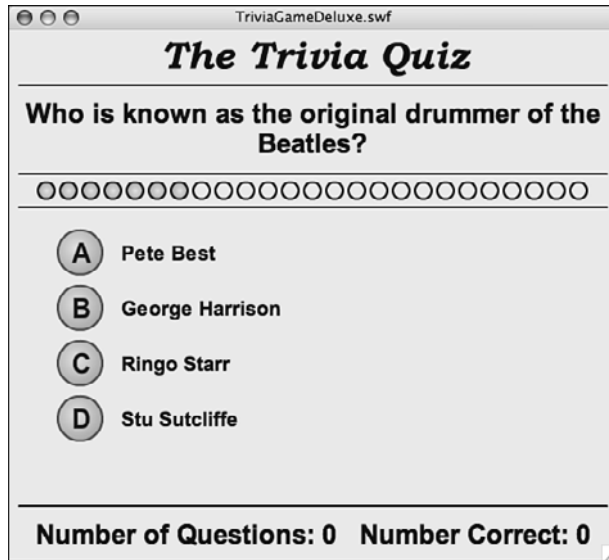 TriviaGameDeluxe.swf
The Trivia Quiz
Who is known as the original drummer of the
Beatles?
A Pete Best
B George Harrison
C Ringo Starr
D Stu Sutcliffe
Number of Questions: 0 Number Correct: 0